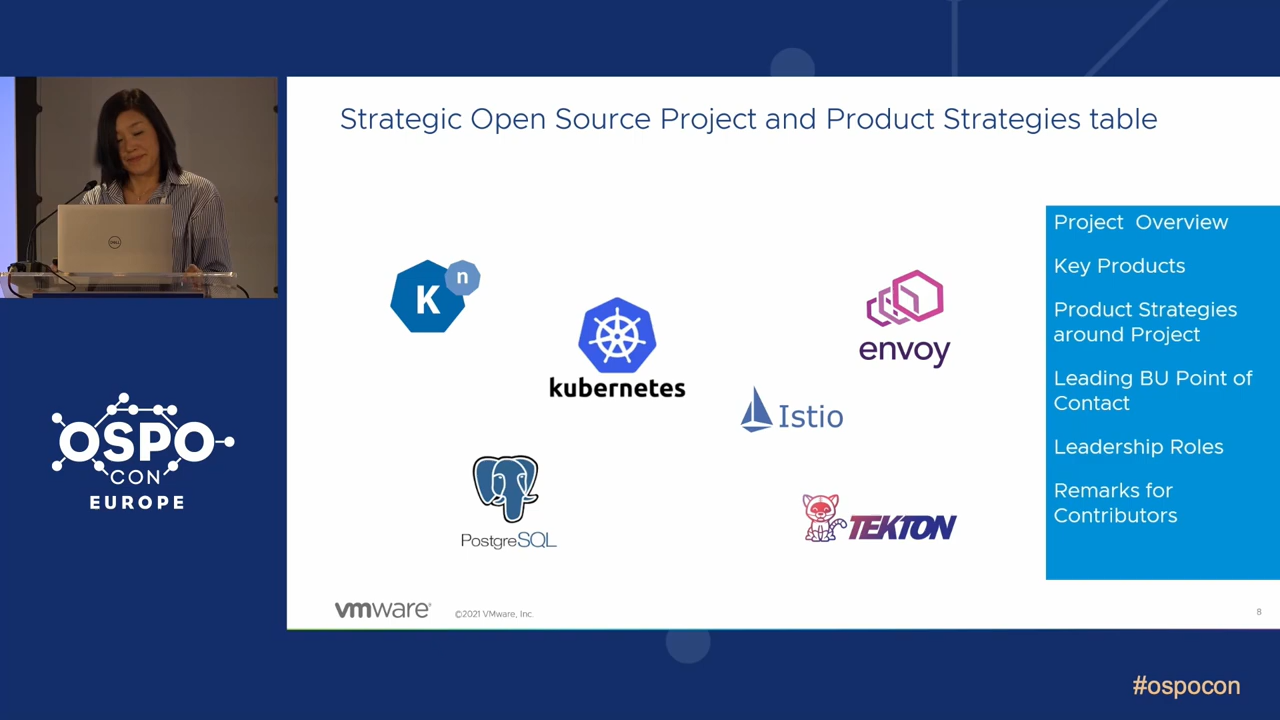 Strategic Open Source Project and Product Strategies table
K
n
kubernetes
envoy
Istio
PostgreSQL
TEKTON
Project Overview
Key Products
Product Strategies
around Project
Leading BU Point of
Contact
Leadership Roles
Remarks for
Contributors
vmware®
©2021 VMware, Inc.
8
DELL
OSPO
CON
EUROPE
#ospocon